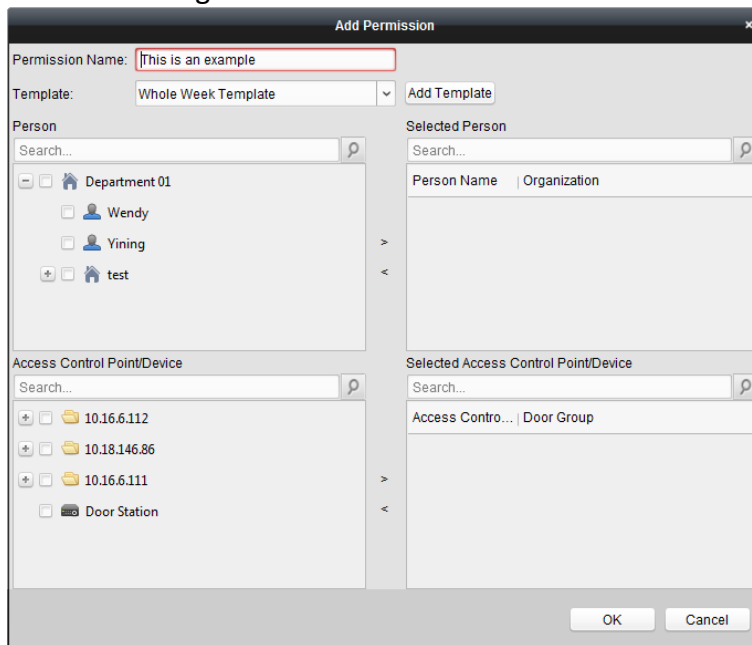 Add Permission
Permission Name: This is an example
Template: Whole Week Template Add Template
Person Selected Person
Search... Search...
Department 01 Person Name Organization
Wendy
Yining >
test <
Access Control Point/Device Selected Access Control Point/Device
Search... Search...
10.16.6.112 Access Contro... Door Group
10.18.146.86
10.16.6.111 >
Door Station <
OK Cancel